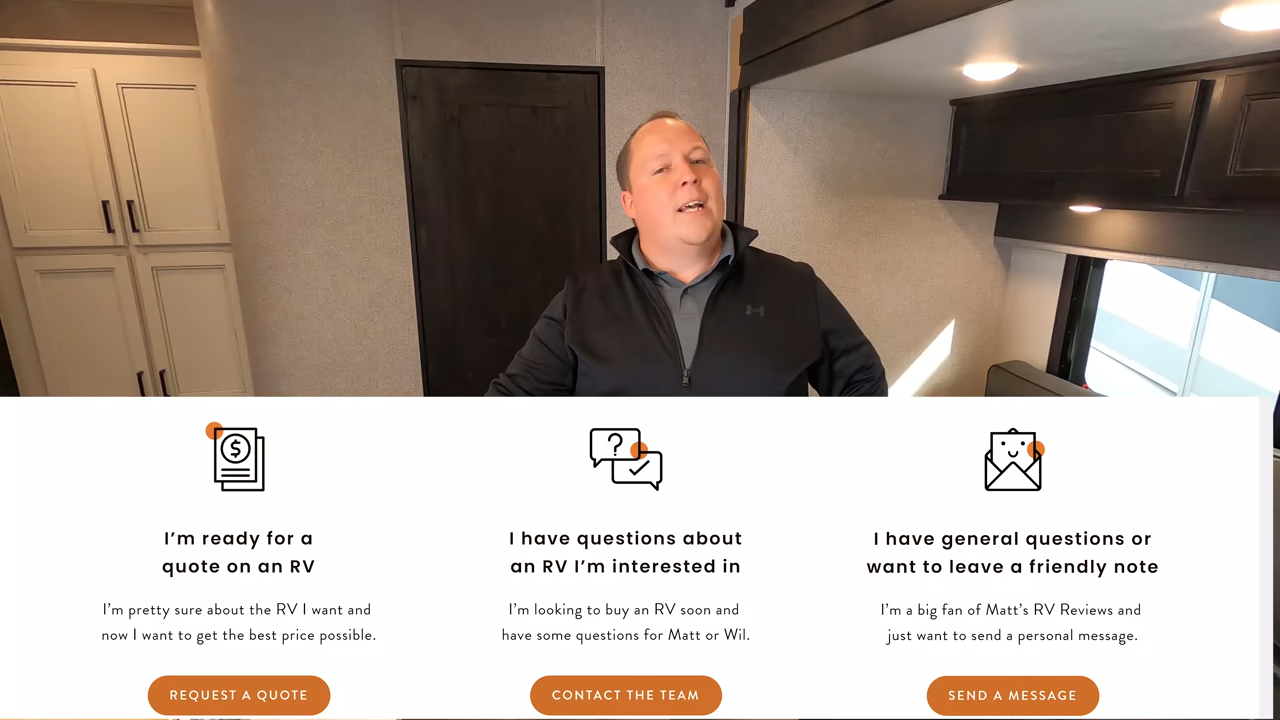 I'm ready for a
quote on an RV
I'm pretty sure about the RV I want and
now I want to get the best price possible.
REQUEST A QUOTE
I have questions about
an RV I'm interested in
I'm looking to buy an RV soon and
have some questions for Matt or Wil.
CONTACT THE TEAM
I have general questions or
want to leave a friendly note
I'm a big fan of Matt's RV Reviews and
just want to send a personal message.
SEND A MESSAGE